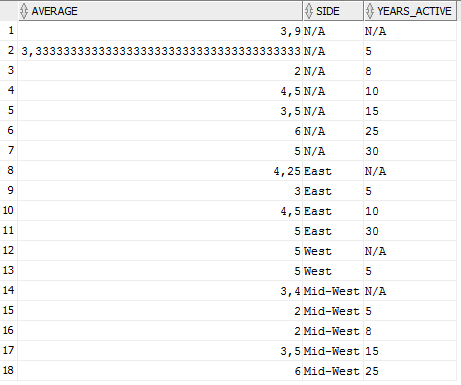 AVERAGE SIDE YEARS_ACTIVE
1 3,9 N/A N/A
2 3,33333333333333333333333333333333333333 N/A 5
3 2 N/A 8
4 4,5 N/A 10
5 3,5 N/A 15
6 6 N/A 25
7 5 N/A 30
8 4,25 East N/A
9 3 East 5
10 4,5 East 10
11 5 East 30
12 5 West N/A
13 5 West 5
14 3,4 Mid-West N/A
15 2 Mid-West 5
16 2 Mid-West 8
17 3,5 Mid-West 15
18 6 Mid-West 25